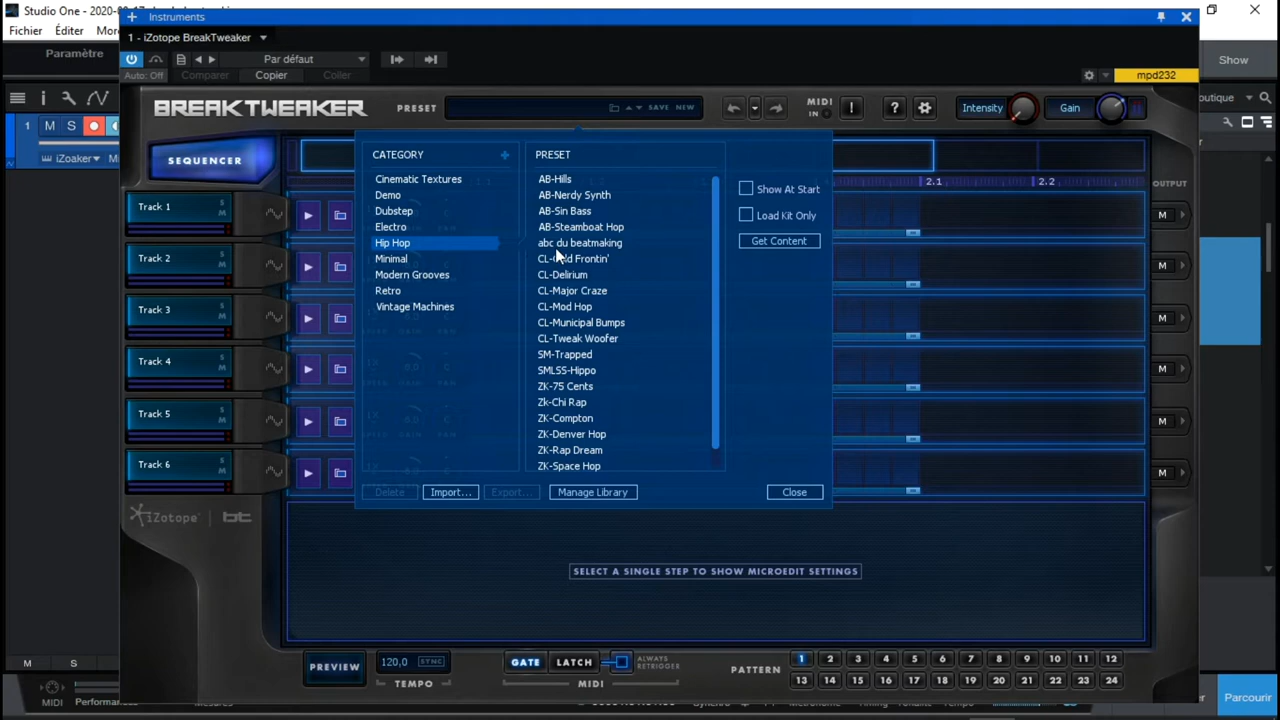 Studio One - 2020-0
Instruments
Fichier Éditer
1 - iZotope BreakTweaker
Paramètre
Par défaut
Show
Auto: Off Comparer Copier Coller
mpd232
BREAKTWEAKER
PRESET
SAVE NEW
MIDI
IN
!
?
Intensity
Gain
1 M S
SEQUENCER
CATEGORY
PRESET
iZoaker
Cinematic Textures
Demo
Dubstep
Electro
Hip Hop
Minimal
Modern Grooves
Retro
Vintage Machines
AB-Hills
AB-Nerdy Synth
AB-Sin Bass
AB-Steamboat Hop
abc du beatmaking
Frontin'
CL-Delirium
CL-Major Craze
CL-Mod Hop
CL-Municipal Bumps
CL-Tweak Woofer
SM-Trapped
SMLSS-Hippo
ZK-75 Cents
Zk-Chi Rap
ZK-Compton
ZK-Denver Hop
ZK-Rap Dream
ZK-Space Hop
Show At Start
Load Kit Only
Get Content
2.1 2.2
OUTPUT
Track 1 S M M
Track 2 S M M
Track 3 S M M
Track 4 S M M
Track 5 S M M
Track 6 S M M
Delete Import... Export... Manage Library Close
iZotope bt
SELECT A SINGLE STEP TO SHOW MICROEDIT SETTINGS
PREVIEW
120,0 SYNC
TEMPO
GATE LATCH
MIDI
ALWAYS
RETRIGGER
PATTERN
1 2 3 4 5 6 7 8 9 10 11 12
13 14 15 16 17 18 19 20 21 22 23 24
M S
MIDI
Parcourir